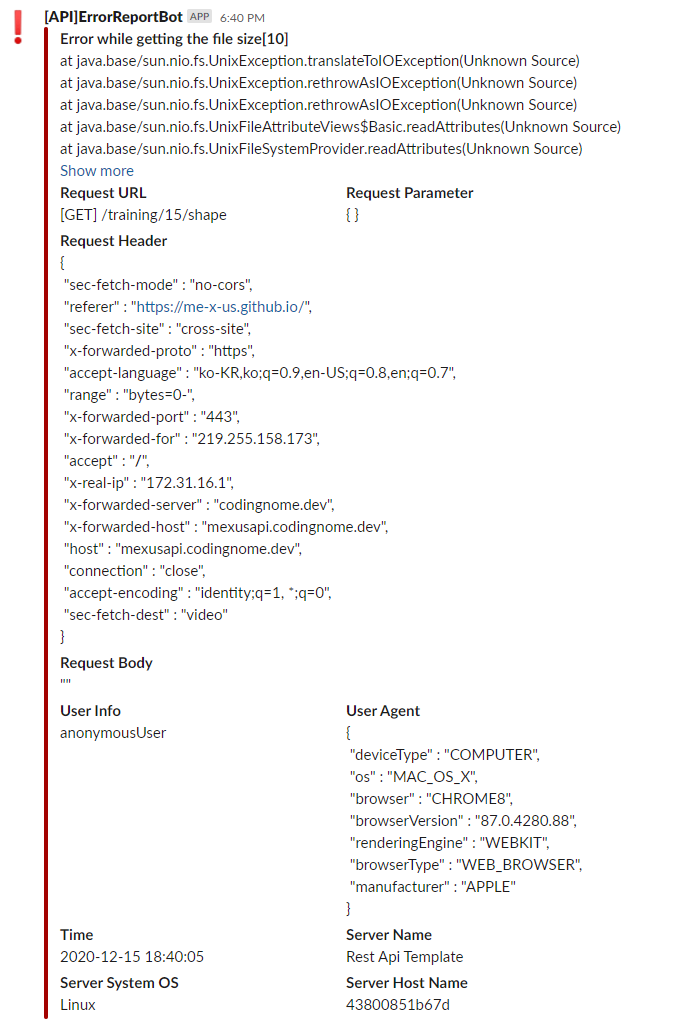 [API]ErrorReportBot APP 6:40 PM
Error while getting the file size[10]
at java.base/sun.nio.fs.UnixException.translateToIOException(Unknown Source)
at java.base/sun.nio.fs.UnixException.rethrowAsIOException(Unknown Source)
at java.base/sun.nio.fs.UnixException.rethrowAsIOException(Unknown Source)
at java.base/sun.nio.fs.UnixFileAttributeViews$Basic.readAttributes(Unknown Source)
at java.base/sun.nio.fs.UnixFileSystemProvider.readAttributes(Unknown Source)
Show more
Request URL
[GET] /training/15/shape
Request Parameter
{ }
Request Header
{
"sec-fetch-mode" : "no-cors",
"referer" : "https://me-x-us.github.io/",
"sec-fetch-site" : "cross-site",
"x-forwarded-proto" : "https",
"accept-language" : "ko-KR,ko;q=0.9,en-US;q=0.8,en;q=0.7",
"range" : "bytes=0-",
"x-forwarded-port" : "443",
"x-forwarded-for" : "219.255.158.173",
"accept" : "/",
"x-real-ip" : "172.31.16.1",
"x-forwarded-server" : "codingnome.dev",
"x-forwarded-host" : "mexusapi.codingnome.dev",
"host" : "mexusapi.codingnome.dev",
"connection" : "close",
"accept-encoding" : "identity;q=1, *;q=0",
"sec-fetch-dest" : "video"
}
Request Body
""
User Info
anonymousUser
User Agent
{
"deviceType" : "COMPUTER",
"os" : "MAC_OS_X",
"browser" : "CHROME8",
"browserVersion" : "87.0.4280.88",
"renderingEngine" : "WEBKIT",
"browserType" : "WEB_BROWSER",
"manufacturer" : "APPLE"
}
Time
2020-12-15 18:40:05
Server Name
Rest Api Template
Server System OS
Linux
Server Host Name
43800851b67d